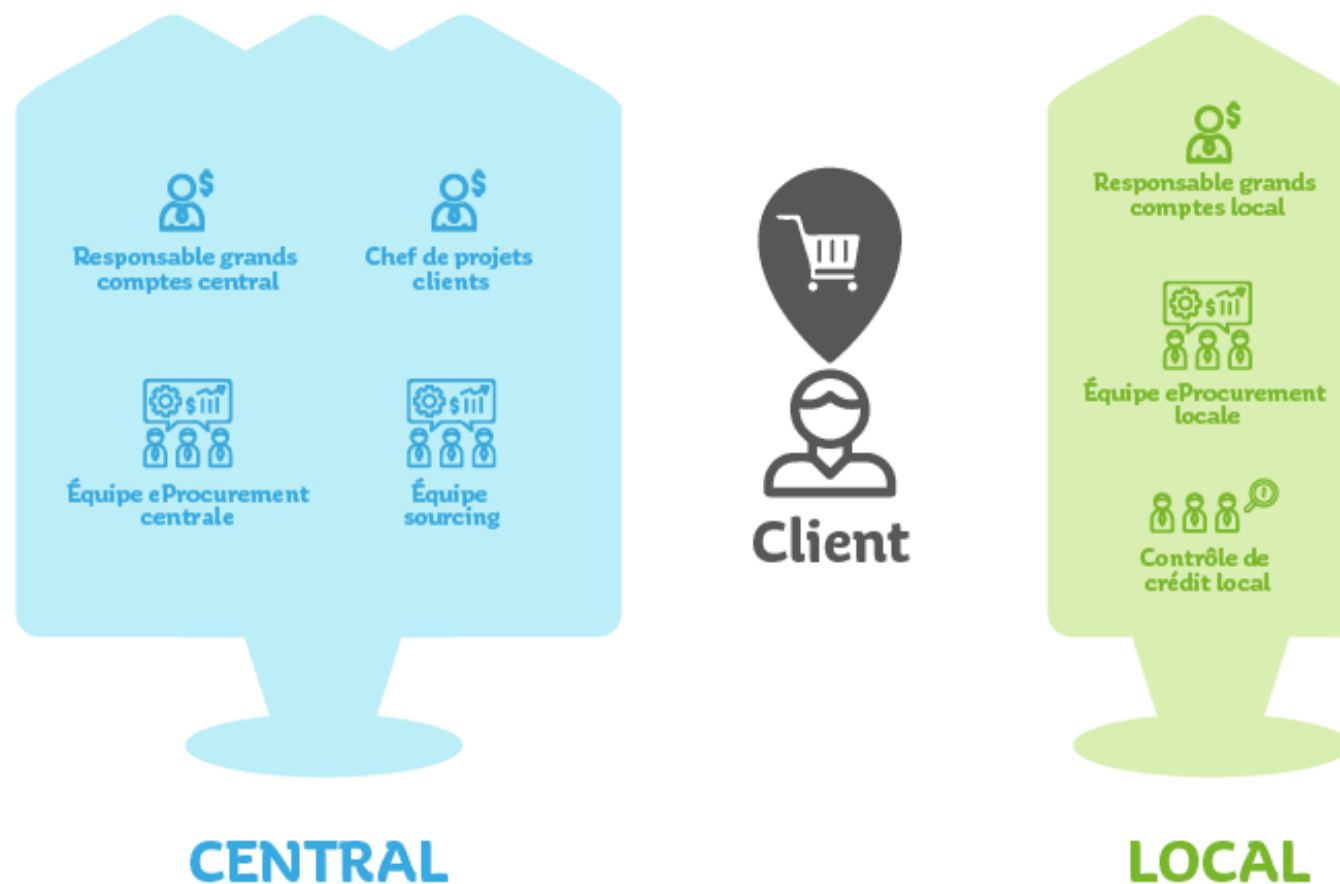 Responsable grands
comptes central
Chef de projets
clients
Équipe eProcurement
centrale
Équipe
sourcing
CENTRAL
Client
Responsable grands
comptes local
Équipe eProcurement
locale
Contrôle de
crédit local
LOCAL